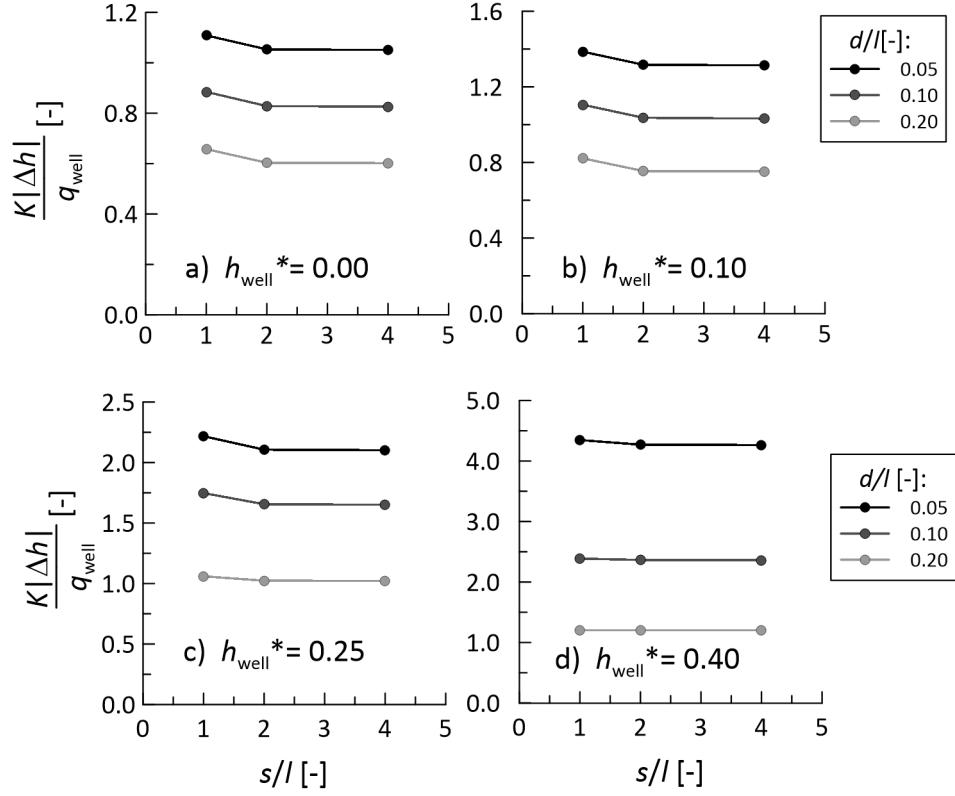 K|Δh| / q_well [-]
1.2
0.8
0.4
0.0
0 1 2 3 4 5
a) h_well*= 0.00
1.6
1.2
0.8
0.4
0.0
0 1 2 3 4 5
b) h_well*= 0.10
d/l[-]:
0.05
0.10
0.20
K|Δh| / q_well [-]
2.5
2.0
1.5
1.0
0.5
0.0
0 1 2 3 4 5
c) h_well*= 0.25
s/l [-]
5.0
4.0
3.0
2.0
1.0
0.0
0 1 2 3 4 5
d) h_well*= 0.40
s/l [-]
d/l [-]:
0.05
0.10
0.20